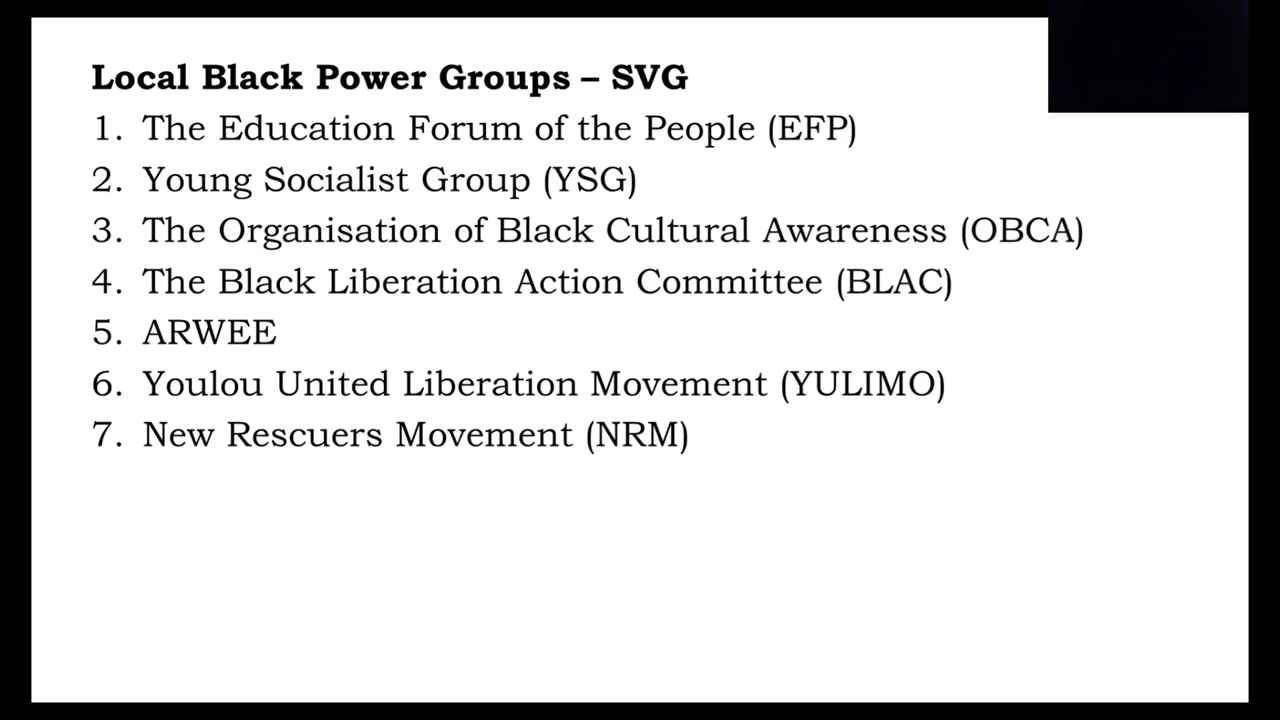 Local Black Power Groups – SVG
1. The Education Forum of the People (EFP)
2. Young Socialist Group (YSG)
3. The Organisation of Black Cultural Awareness (OBCA)
4. The Black Liberation Action Committee (BLAC)
5. ARWEE
6. Youlou United Liberation Movement (YULIMO)
7. New Rescuers Movement (NRM)